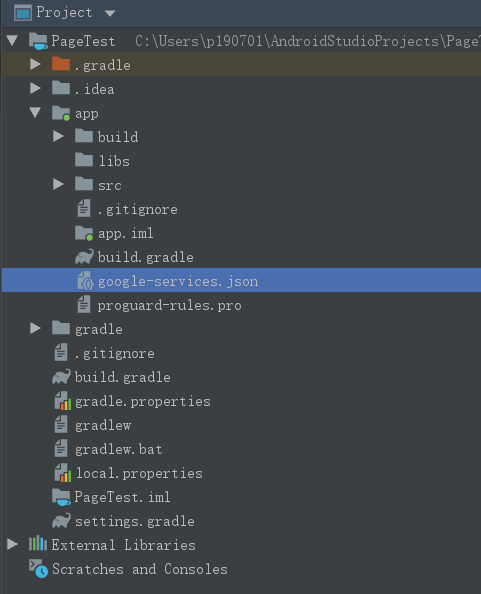 Project
PageTest C:\Users\p190701\AndroidStudioProjects\Page
.gradle
.idea
app
build
libs
src
.gitignore
app.iml
build.gradle
google-services.json
proguard-rules.pro
gradle
.gitignore
build.gradle
gradle.properties
gradlew
gradlew.bat
local.properties
PageTest.iml
settings.gradle
External Libraries
Scratches and Consoles